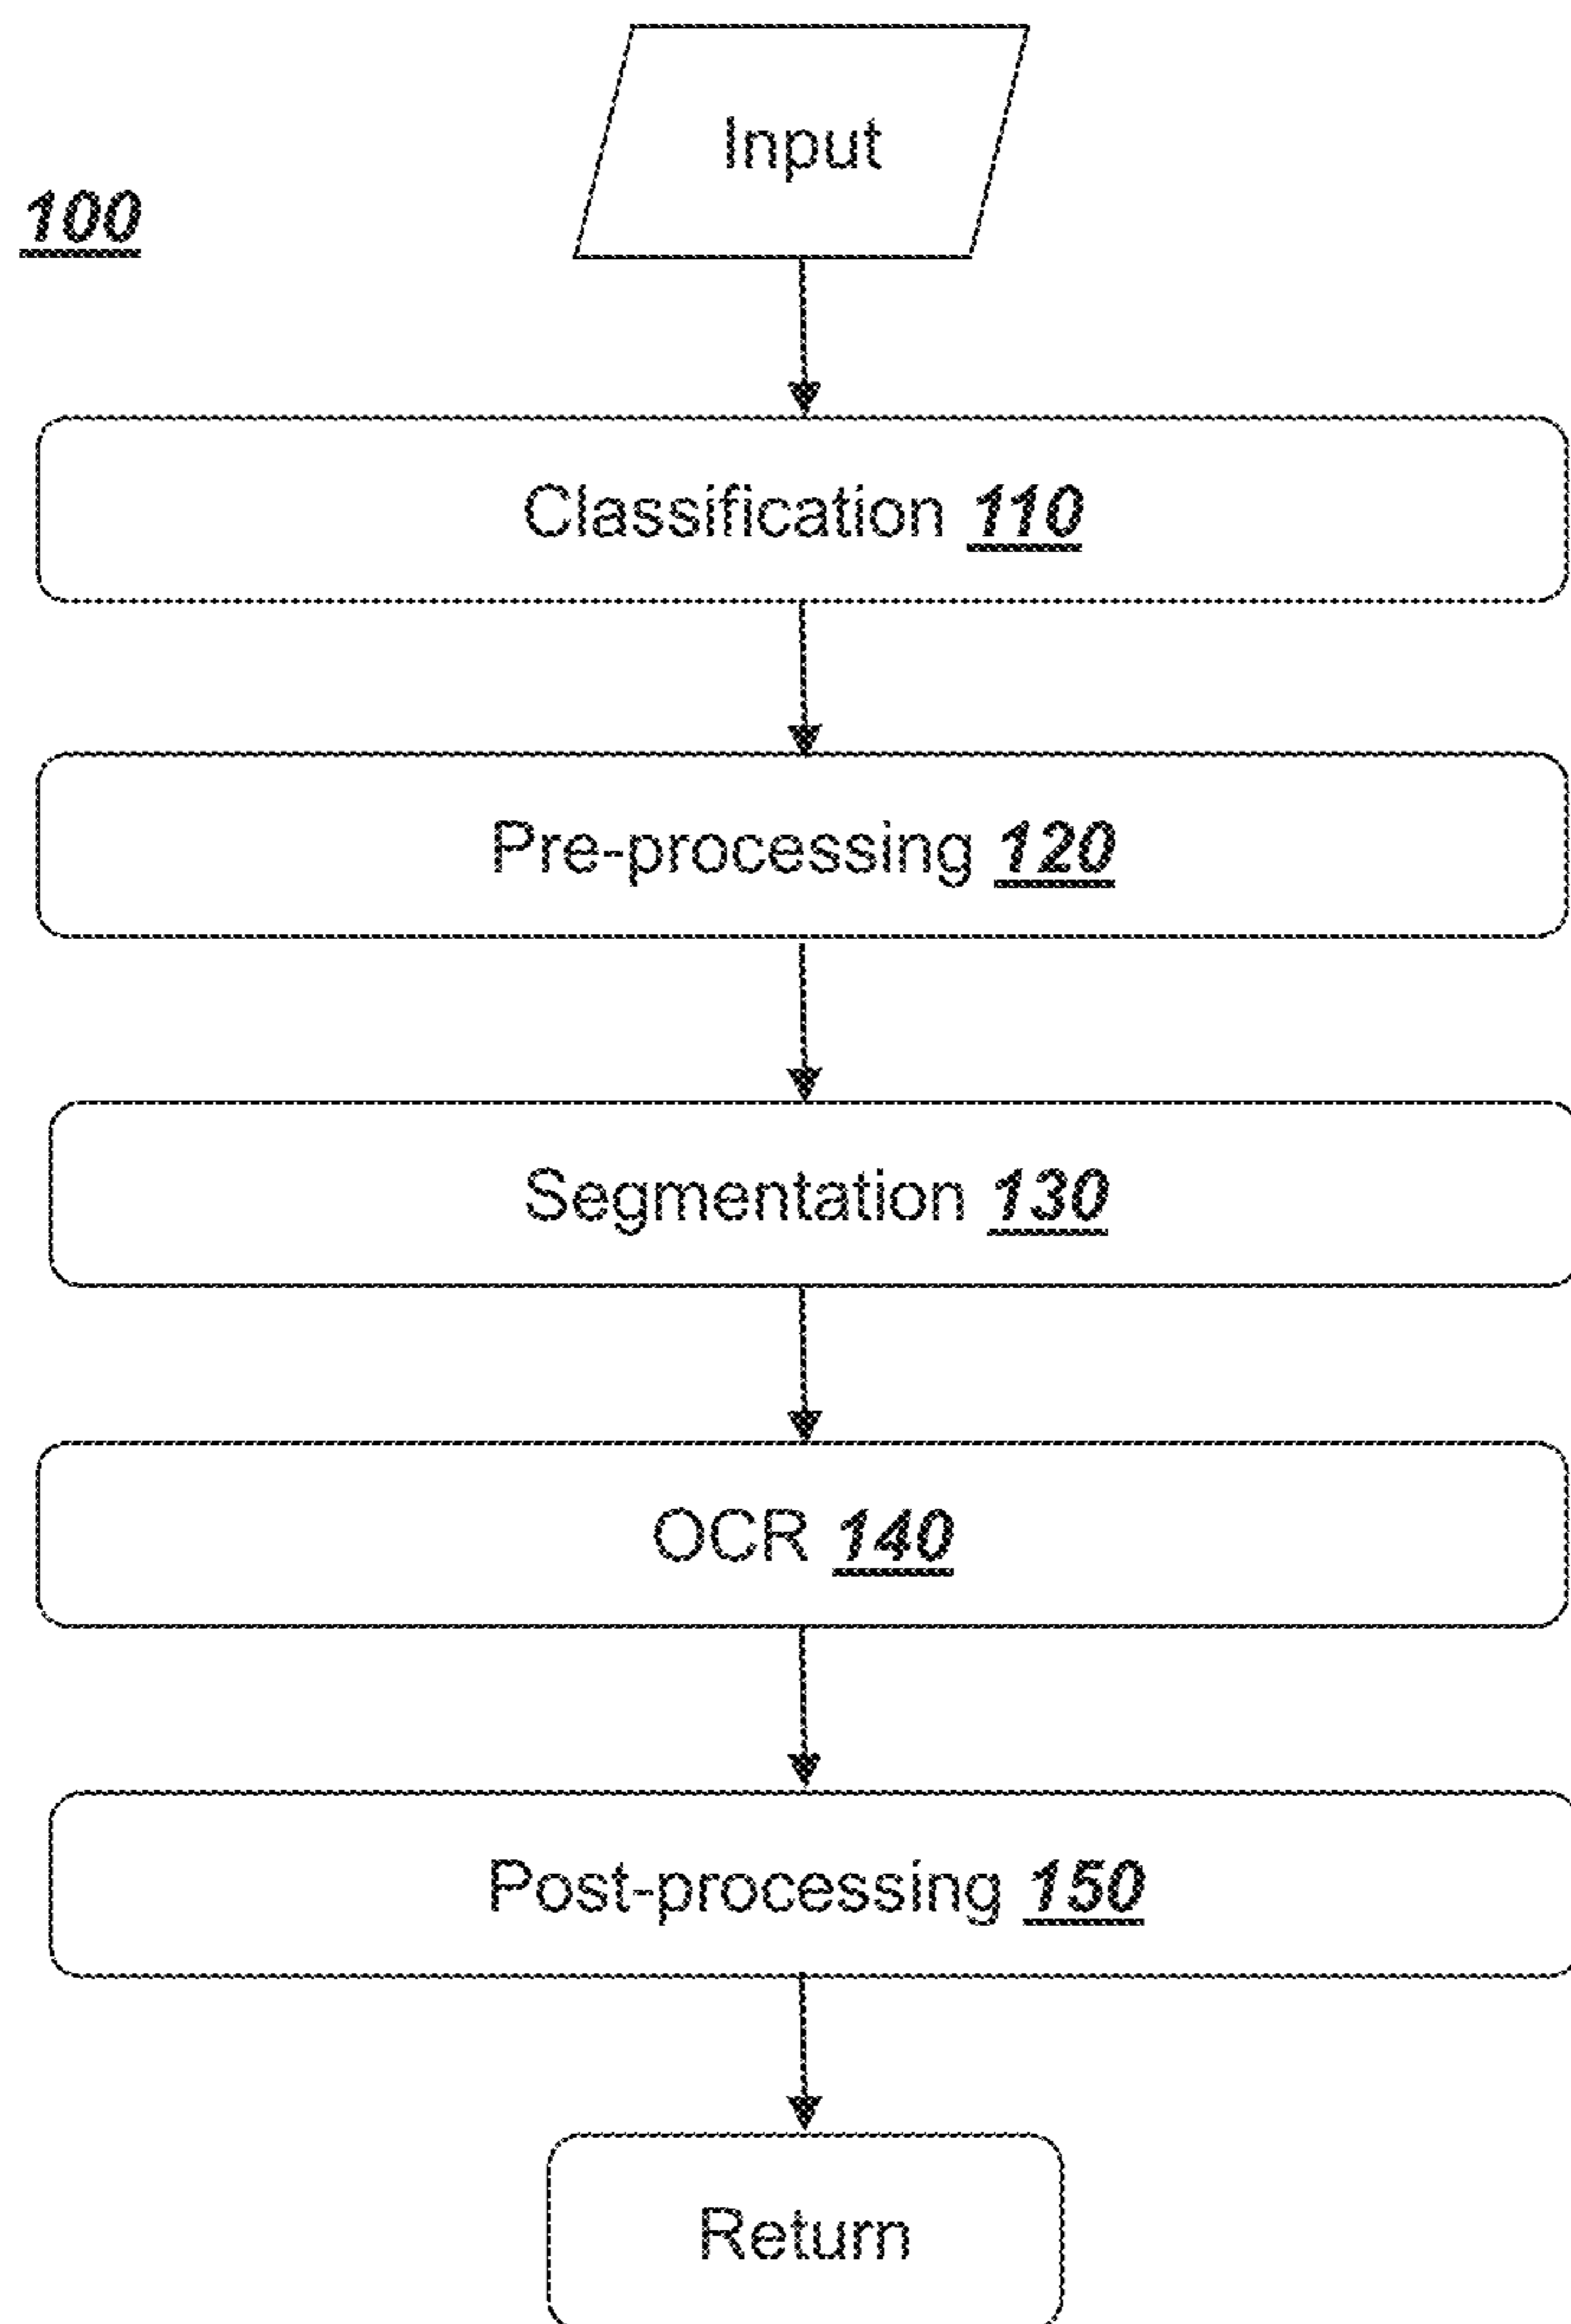 Input
100
Classification 110
Pre-processing 120
Segmentation 130
OCR 140
Post-processing 150
Return